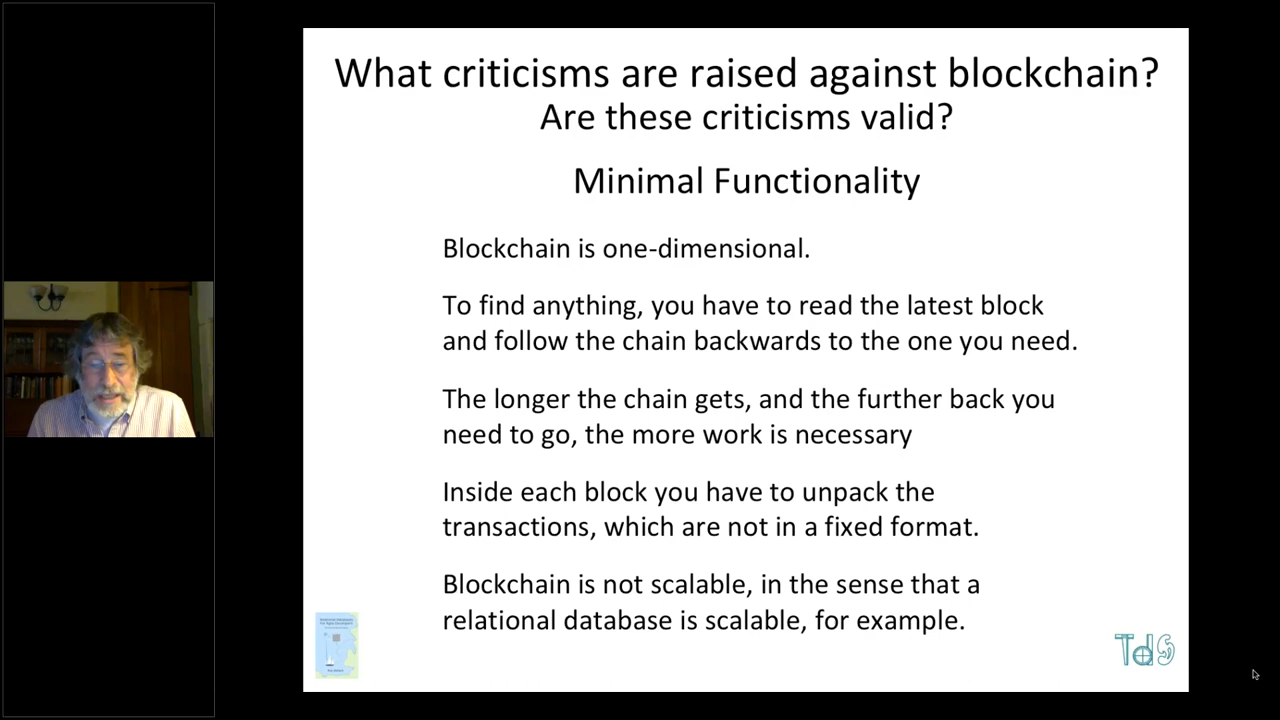 What criticisms are raised against blockchain?
Are these criticisms valid?
Minimal Functionality
Blockchain is one-dimensional.
To find anything, you have to read the latest block
and follow the chain backwards to the one you need.
The longer the chain gets, and the further back you
need to go, the more work is necessary
Inside each block you have to unpack the
transactions, which are not in a fixed format.
Blockchain is not scalable, in the sense that a
relational database is scalable, for example.
TdS